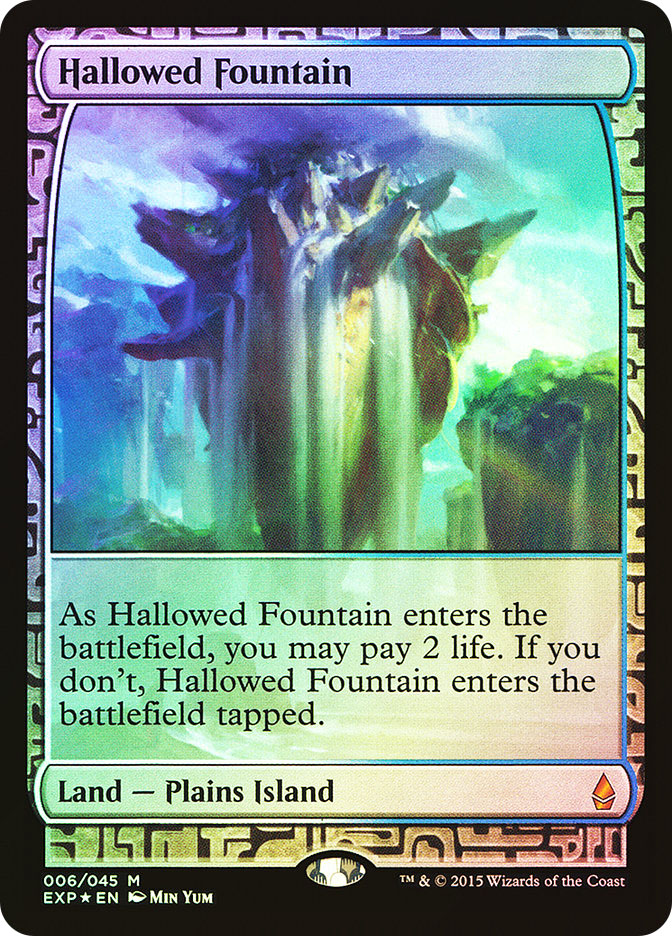 Hallowed Fountain
As Hallowed Fountain enters the
battlefield, you may pay 2 life. If you
don't, Hallowed Fountain enters the
battlefield tapped.
Land — Plains Island
006/045 M
EXP★EN Min Yum
™ & © 2015 Wizards of the Coast